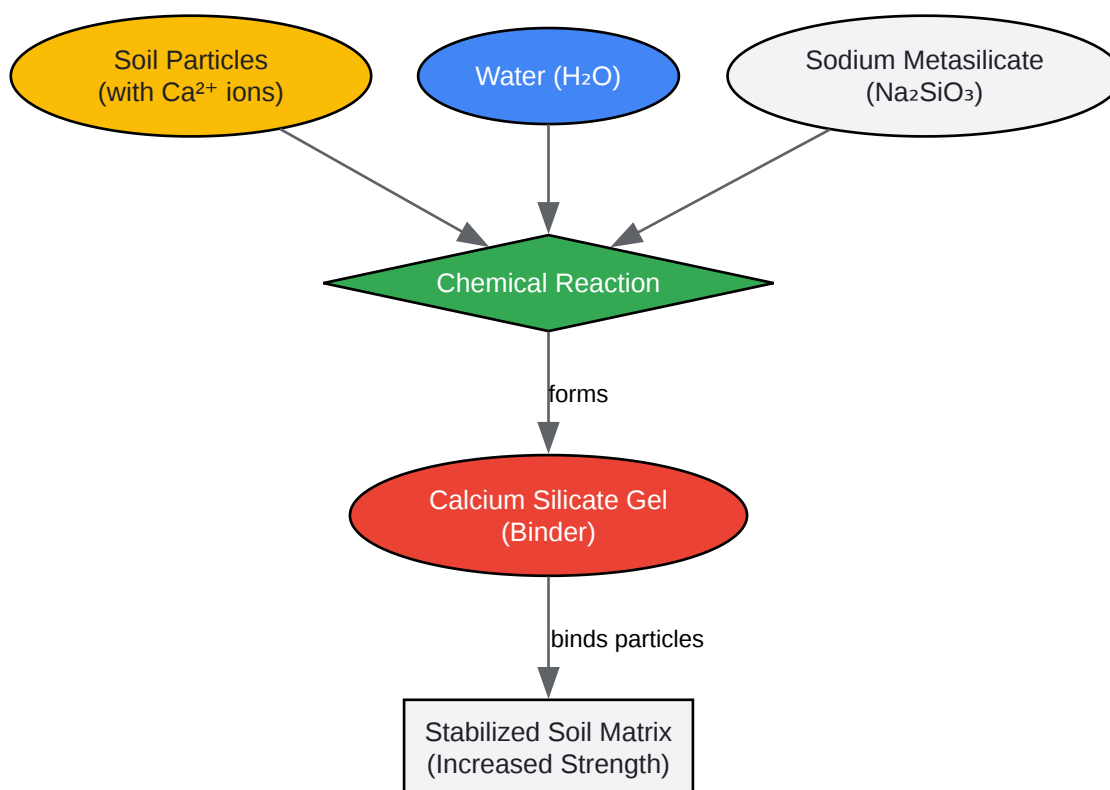 Soil Particles
(with Ca²⁺ ions)
Water (H₂O)
Sodium Metasilicate
(Na₂SiO₃)
Chemical Reaction
forms
Calcium Silicate Gel
(Binder)
binds particles
Stabilized Soil Matrix
(Increased Strength)